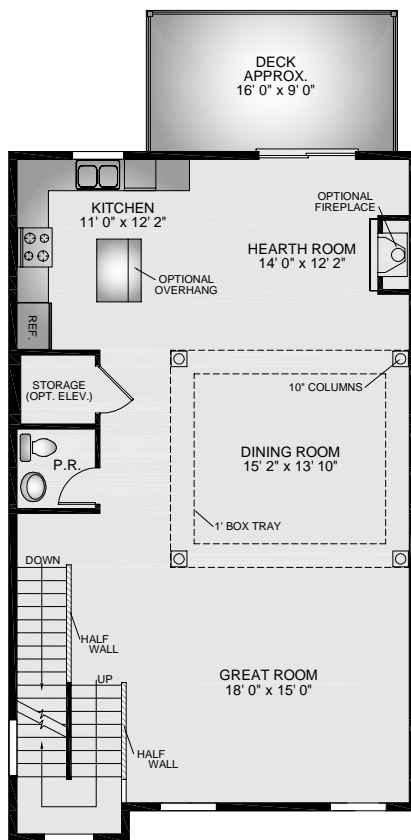 DECK
APPROX.
16' 0" x 9' 0"
OPTIONAL
FIREPLACE
KITCHEN
11' 0" x 12' 2"
HEARTH ROOM
14' 0" x 12' 2"
OPTIONAL
OVERHANG
REF.
STORAGE
(OPT. ELEV.)
10" COLUMNS
DINING ROOM
15' 2" x 13' 10"
P.R.
1' BOX TRAY
DOWN
HALF
WALL
UP
GREAT ROOM
18' 0" x 15' 0"
HALF
WALL